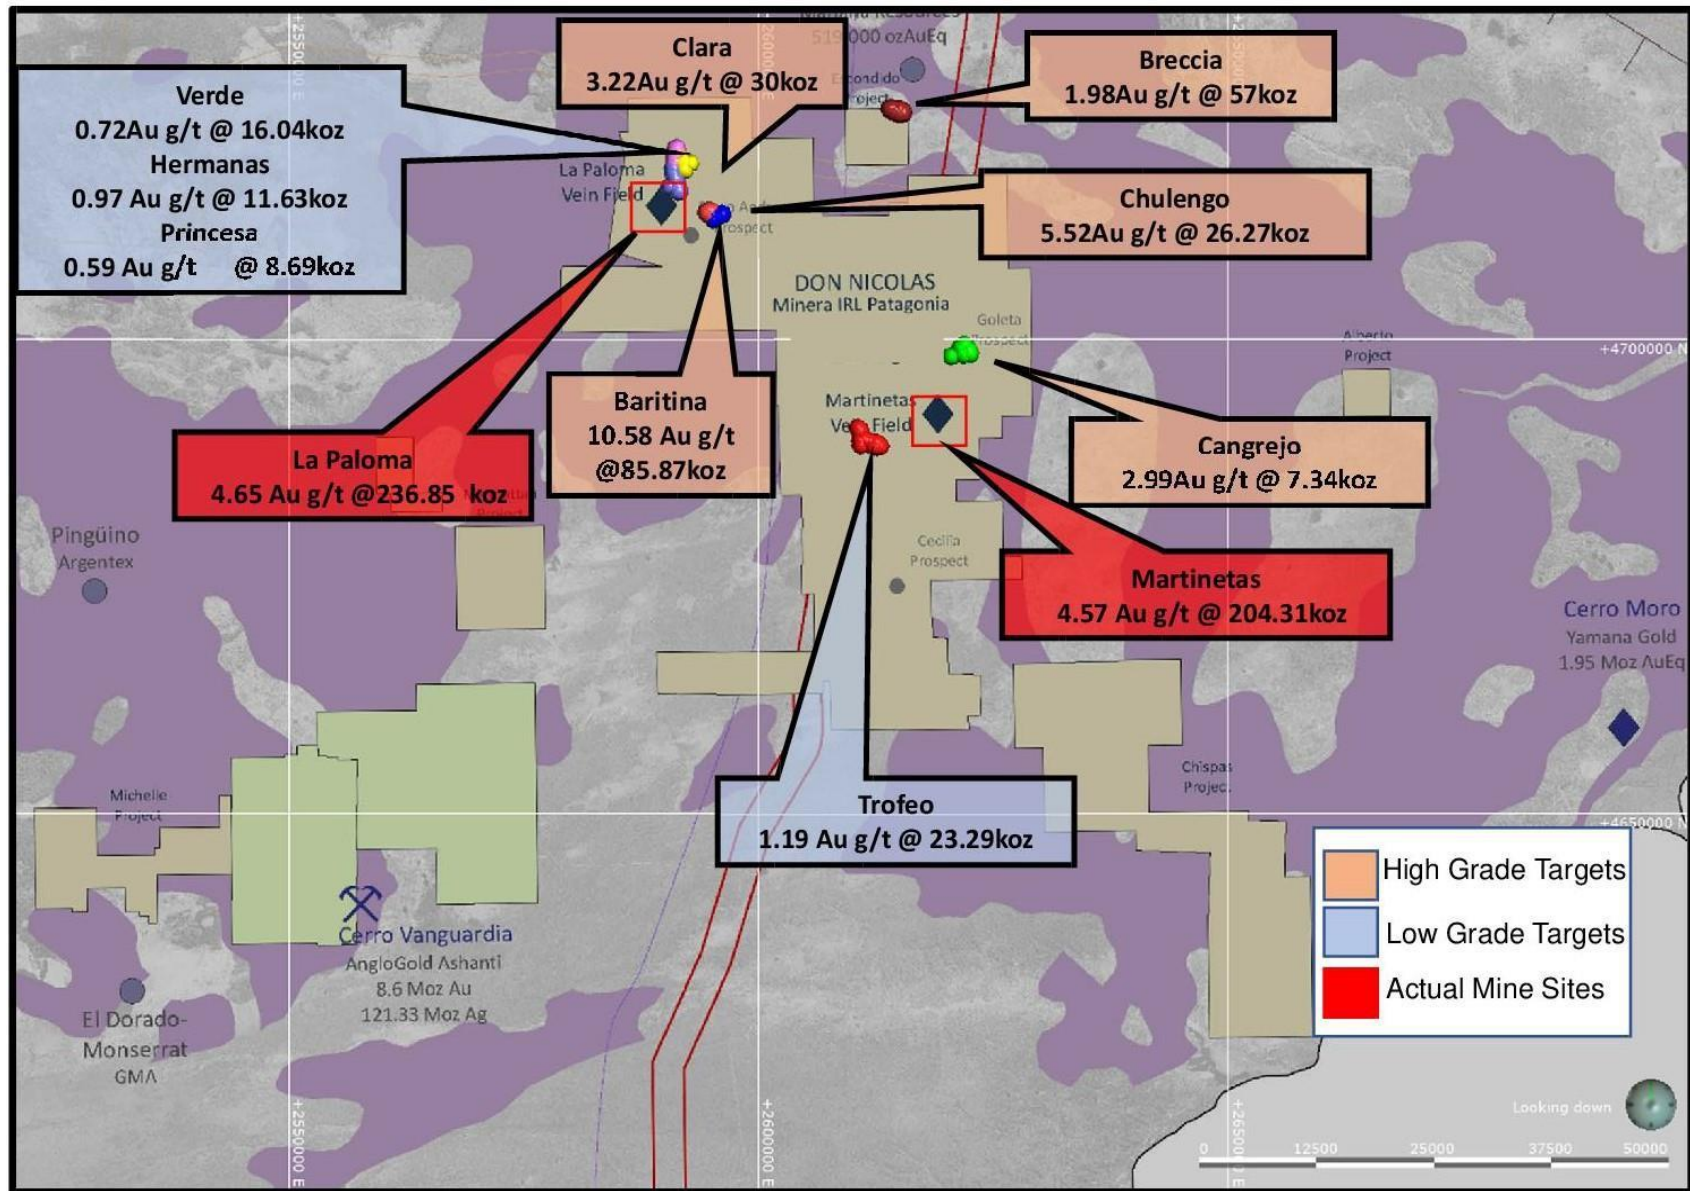 Resources
519 000 ozAuEq
Clara
3.22Au g/t @ 30koz
Breccia
1.98Au g/t @ 57koz
Verde
0.72Au g/t @ 16.04koz
Hermanas
0.97 Au g/t @ 11.63koz
Princesa
0.59 Au g/t @ 8.69koz
La Paloma
Vein Field
Chulengo
5.52Au g/t @ 26.27koz
DON NICOLAS
Minera IRL Patagonia
Goleta
Prospect
Alberto
Project
+4700000 N
Baritina
10.58 Au g/t
@85.87koz
Martinetas
Vein Field
Cangrejo
2.99Au g/t @ 7.34koz
La Paloma
4.65 Au g/t @236.85 koz
Pingüino
Argentex
Cecilia
Prospect
Martinetas
4.57 Au g/t @ 204.31koz
Cerro Moro
Yamana Gold
1.95 Moz AuEq
Michelle
Project
Chispas
Projec
Trofeo
1.19 Au g/t @ 23.29koz
+4650000 N
High Grade Targets
Low Grade Targets
Actual Mine Sites
Cerro Vanguardia
AngloGold Ashanti
8.6 Moz Au
121.33 Moz Ag
El Dorado-
Monserrat
GMA
Looking down
0 12500 25000 37500 50000
+2550000 E
+2600000 E
+2650000 E